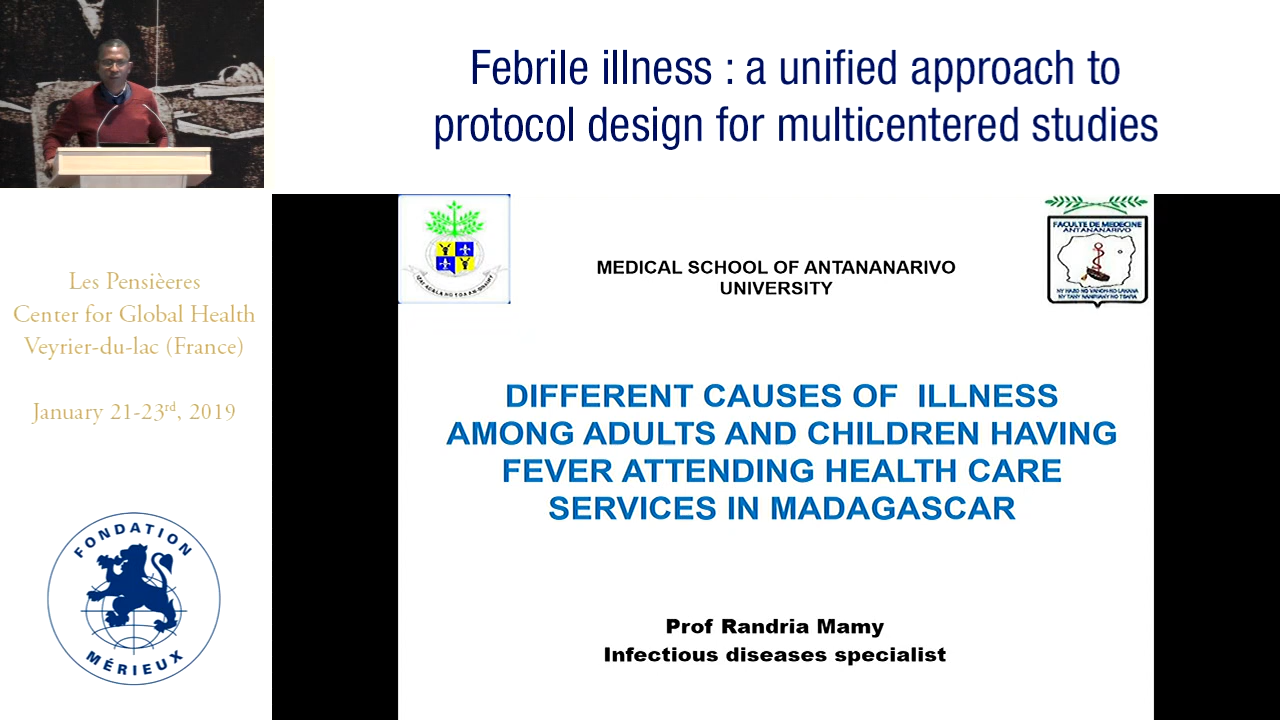 Febrile illness : a unified approach to
protocol design for multicentered studies
Les Pensièeres
Center for Global Health
Veyrier-du-lac (France)
January 21-23rd, 2019
FONDATION
MÉRIEUX
FACULTE DE MEDECINE
ANTANANARIVO
MEDICAL SCHOOL OF ANTANANARIVO
UNIVERSITY
DIFFERENT CAUSES OF ILLNESS
AMONG ADULTS AND CHILDREN HAVING
FEVER ATTENDING HEALTH CARE
SERVICES IN MADAGASCAR
Prof Randria Mamy
Infectious diseases specialist